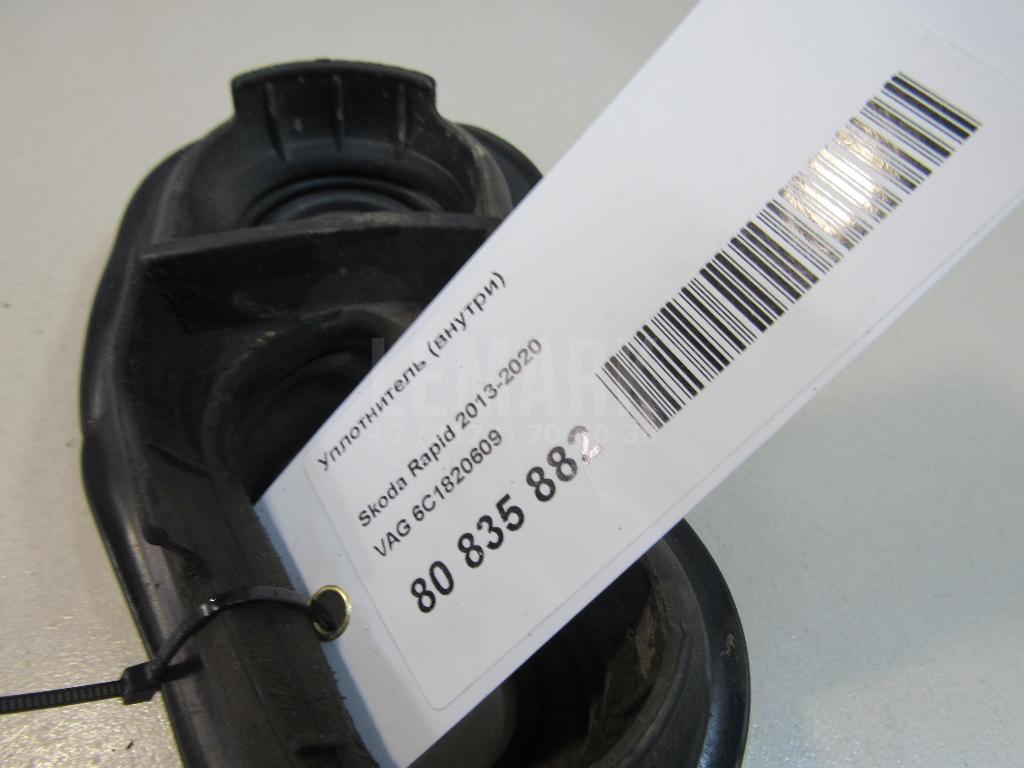 Уплотнитель (внутри)
Skoda Rapid 2013-2020
VAG 6C1820609
80 835 882